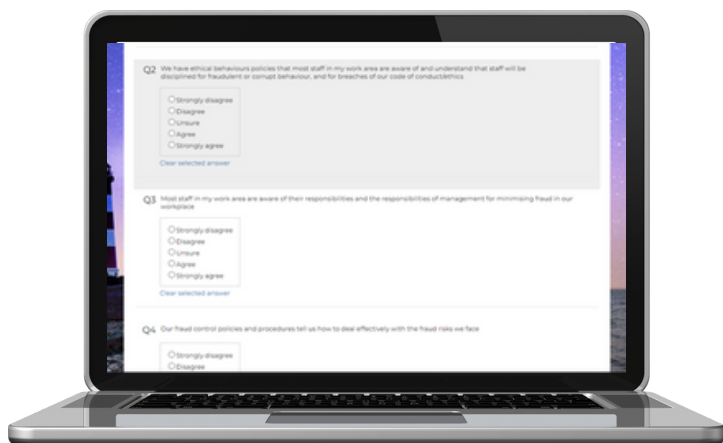 Q2 We have ethical behaviours policies that most staff in my work area are aware of and understand that staff will be
disciplined for fraudulent or corrupt behaviour, and for breaches of our code of conduct/ethics
Strongly disagree
Disagree
Unsure
Agree
Strongly agree
Clear selected answer
Q3 Most staff in my work area are aware of their responsibilities and the responsibilities of management for minimising fraud in our
workplace
Strongly disagree
Disagree
Unsure
Agree
Strongly agree
Clear selected answer
Q4 Our fraud control policies and procedures tell us how to deal effectively with the fraud risks we face
Strongly disagree
Disagree